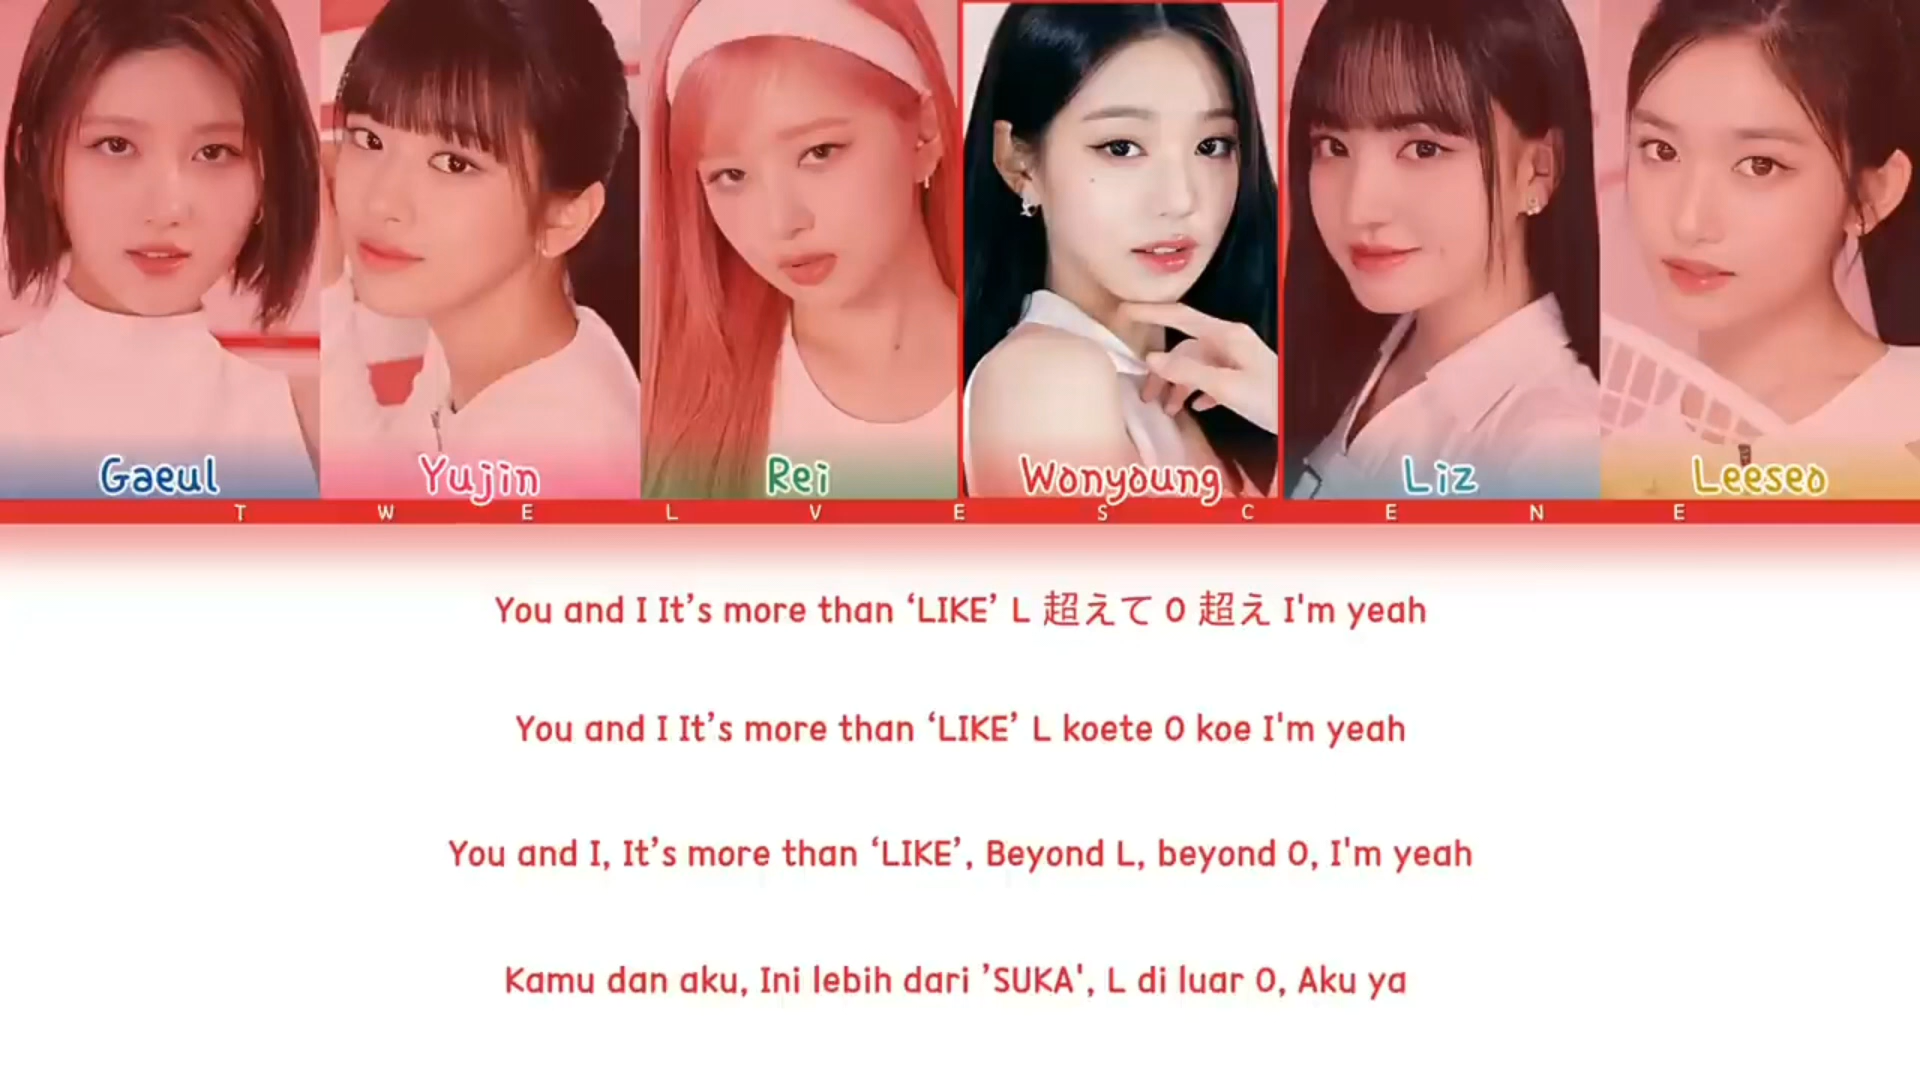 Gaeul Yujin Rei Wonyoung Liz Leeseo
T W E L V E S C E N E
You and I It’s more than ‘LIKE’ L 超えて O 超え I'm yeah
You and I It’s more than ‘LIKE’ L koete O koe I'm yeah
You and I, It’s more than ‘LIKE’, Beyond L, beyond O, I'm yeah
Kamu dan aku, Ini lebih dari ’SUKA', L di luar O, Aku ya